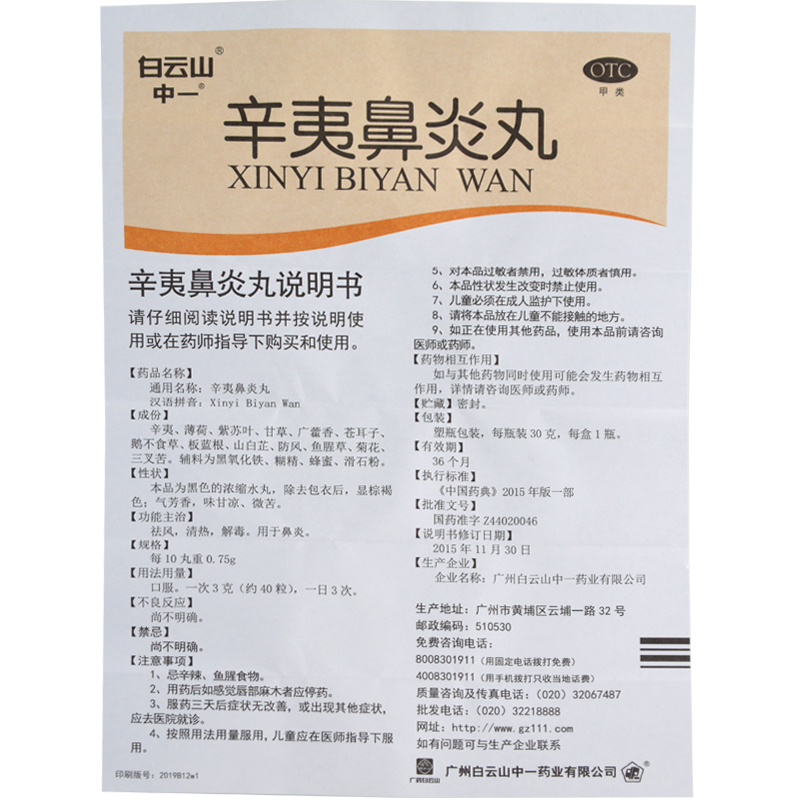 白云山®
中一®
OTC
甲类
辛夷鼻炎丸
XINYI BIYAN WAN
辛夷鼻炎丸说明书
请仔细阅读说明书并按说明使
用或在药师指导下购买和使用。
【药品名称】
通用名称：辛夷鼻炎丸
汉语拼音：Xinyi Biyan Wan
【成份】
辛夷、薄荷、紫苏叶、甘草、广藿香、苍耳子、
鹅不食草、板蓝根、山白芷、防风、鱼腥草、菊花、
三叉苦。辅料为黑氧化铁、糊精、蜂蜜、滑石粉。
【性状】
本品为黑色的浓缩水丸，除去包衣后，显棕褐
色；气芳香，味甘凉、微苦。
【功能主治】
祛风，清热，解毒。用于鼻炎。
【规格】
每10丸重0.75g
【用法用量】
口服。一次3克（约40粒），一日3次。
【不良反应】
尚不明确。
【禁忌】
尚不明确。
【注意事项】
1、忌辛辣、鱼腥食物。
2、用药后如感觉唇部麻木者应停药。
3、服药三天后症状无改善，或出现其他症状，
应去医院就诊。
4、按照用法用量服用，儿童应在医师指导下服
用。
5、对本品过敏者禁用，过敏体质者慎用。
6、本品性状发生改变时禁止使用。
7、儿童必须在成人监护下使用。
8、请将本品放在儿童不能接触的地方。
9、如正在使用其他药品，使用本品前请咨询
医师或药师。
【药物相互作用】
如与其他药物同时使用可能会发生药物相互
作用，详情请咨询医师或药师。
【贮藏】密封。
【包装】
塑瓶包装，每瓶装30克，每盒1瓶。
【有效期】
36个月
【执行标准】
《中国药典》2015年版一部
【批准文号】
国药准字Z44020046
【说明书修订日期】
2015年11月30日
【生产企业】
企业名称：广州白云山中一药业有限公司
生产地址：广州市黄埔区云埔一路32号
邮政编码：510530
免费咨询电话：
8008301911（用固定电话拨打免费）
4008301911（用手机拨打只收当地话费）
质量咨询及传真电话：（020）32067487
批发电话：（020）32218888
网址：http://www.gz111.com
如有问题可与生产企业联系
印刷版号：2019B12w1
广药白云山
广州白云山中一药业有限公司